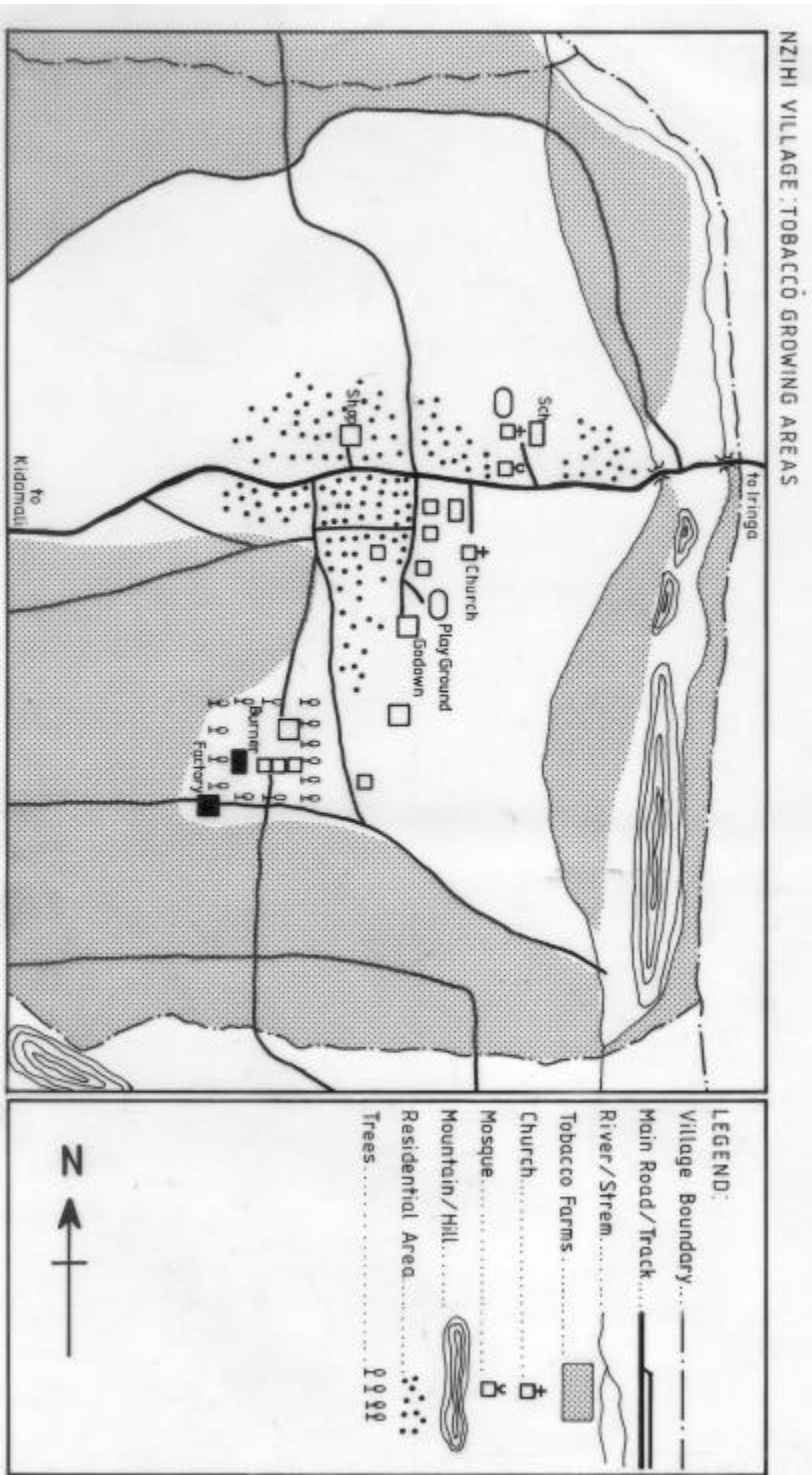 NZIHI VILLAGE : TOBACCO GROWING AREAS
to Iringa
Sch
Church
Play Ground
Godown
Shop
Burner
Factory
to
Kidamali
LEGEND:
Village Boundary
Main Road/Track
River/Strem
Tobacco Farms
Church
Mosque
Mountain/Hill
Residential Area
Trees
N